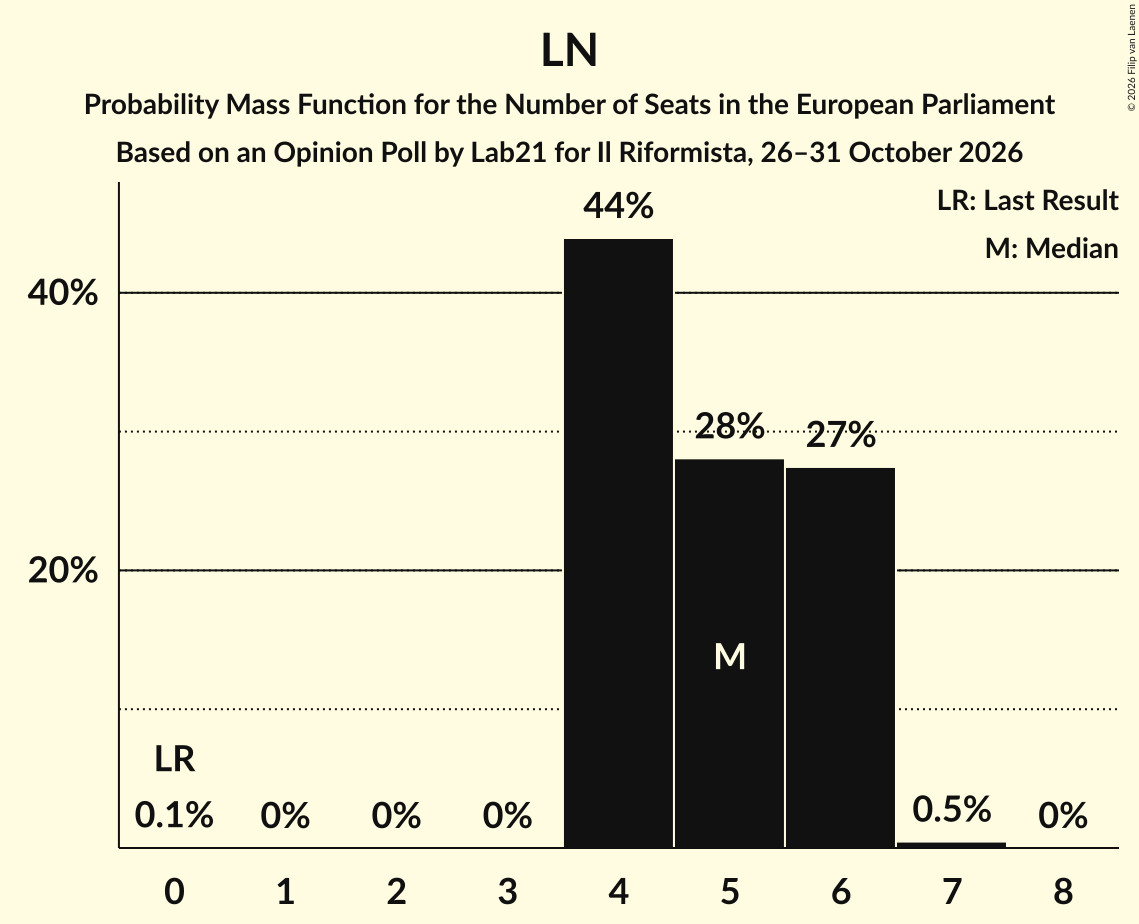 LN
Probability Mass Function for the Number of Seats in the European Parliament
Based on an Opinion Poll by Lab21 for Il Riformista, 26–31 October 2026
© 2026 Filip van Laenen
LR: Last Result
M: Median
44%
40%
28%
27%
20%
M
LR
0.1%
0%
0%
0%
0.5%
0%
0
1
2
3
4
5
6
7
8